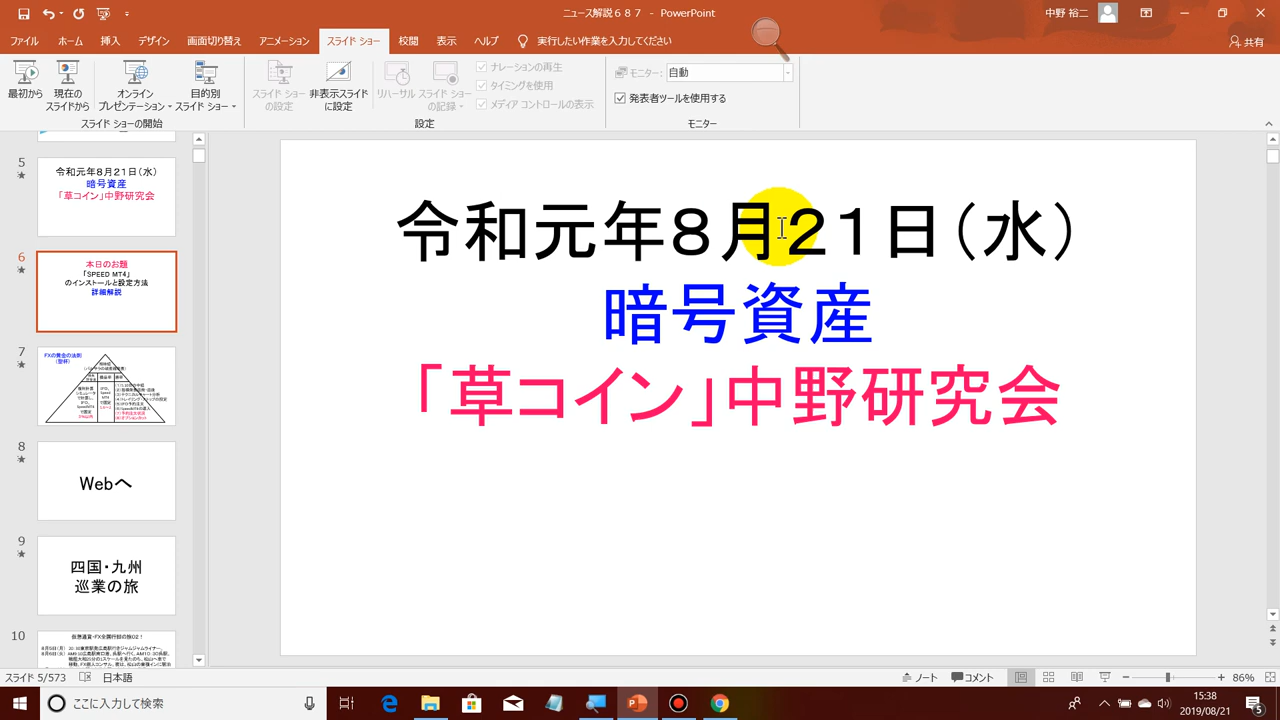 ニュース解説６８７ - PowerPoint
中野 裕二
ファイル ホーム 挿入 デザイン 画面切り替え アニメーション スライド ショー 校閲 表示 ヘルプ 実行したい作業を入力してください 共有
最初から 現在のスライドから オンライン プレゼンテーション 目的別 スライド ショー
スライド ショーの開始
スライド ショーの設定 非表示スライドに設定 リハーサル スライド ショーの記録
ナレーションの再生
タイミングを使用
メディア コントロールの表示
設定
モニター: 自動
発表者ツールを使用する
モニター
5
令和元年８月２１日（水）
暗号資産
「草コイン」中野研究会
6
本日のお題
「SPEED MT4」
のインストールと設定方法
詳細解説
7
FXの黄金の法則
8
Webへ
9
四国・九州
巡業の旅
10
令和元年８月２１日（水）
暗号資産
「草コイン」中野研究会
スライド 5/573 日本語 ノート コメント 86%
ここに入力して検索
15:38
2019/08/21
5